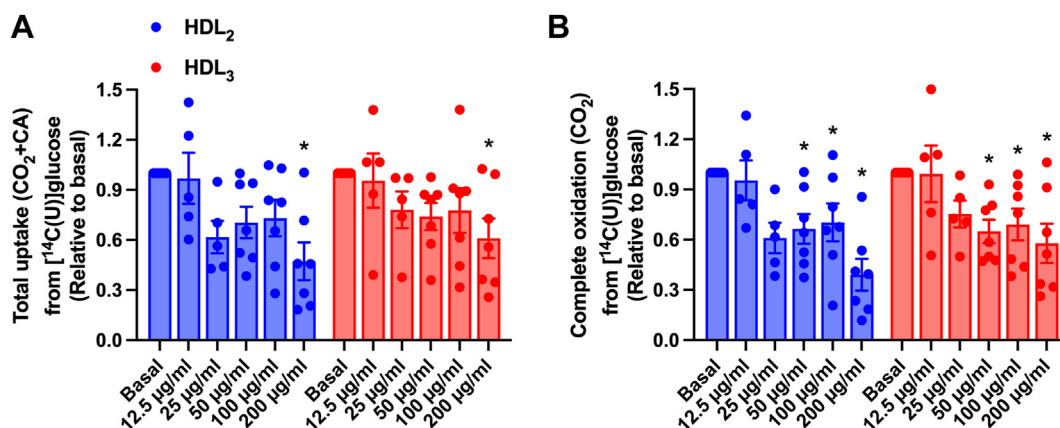 A
HDL₂
HDL₃
Total uptake (CO₂+CA)
from [¹⁴C(U)]glucose
(Relative to basal)
1.5
1.2
0.9
0.6
0.3
0.0
*
*
Basal
12.5 µg/ml
25 µg/ml
50 µg/ml
100 µg/ml
200 µg/ml
Basal
12.5 µg/ml
25 µg/ml
50 µg/ml
100 µg/ml
200 µg/ml
B
Complete oxidation (CO₂)
from [¹⁴C(U)]glucose
(Relative to basal)
1.5
1.2
0.9
0.6
0.3
0.0
*
*
*
*
*
*
Basal
12.5 µg/ml
25 µg/ml
50 µg/ml
100 µg/ml
200 µg/ml
Basal
12.5 µg/ml
25 µg/ml
50 µg/ml
100 µg/ml
200 µg/ml